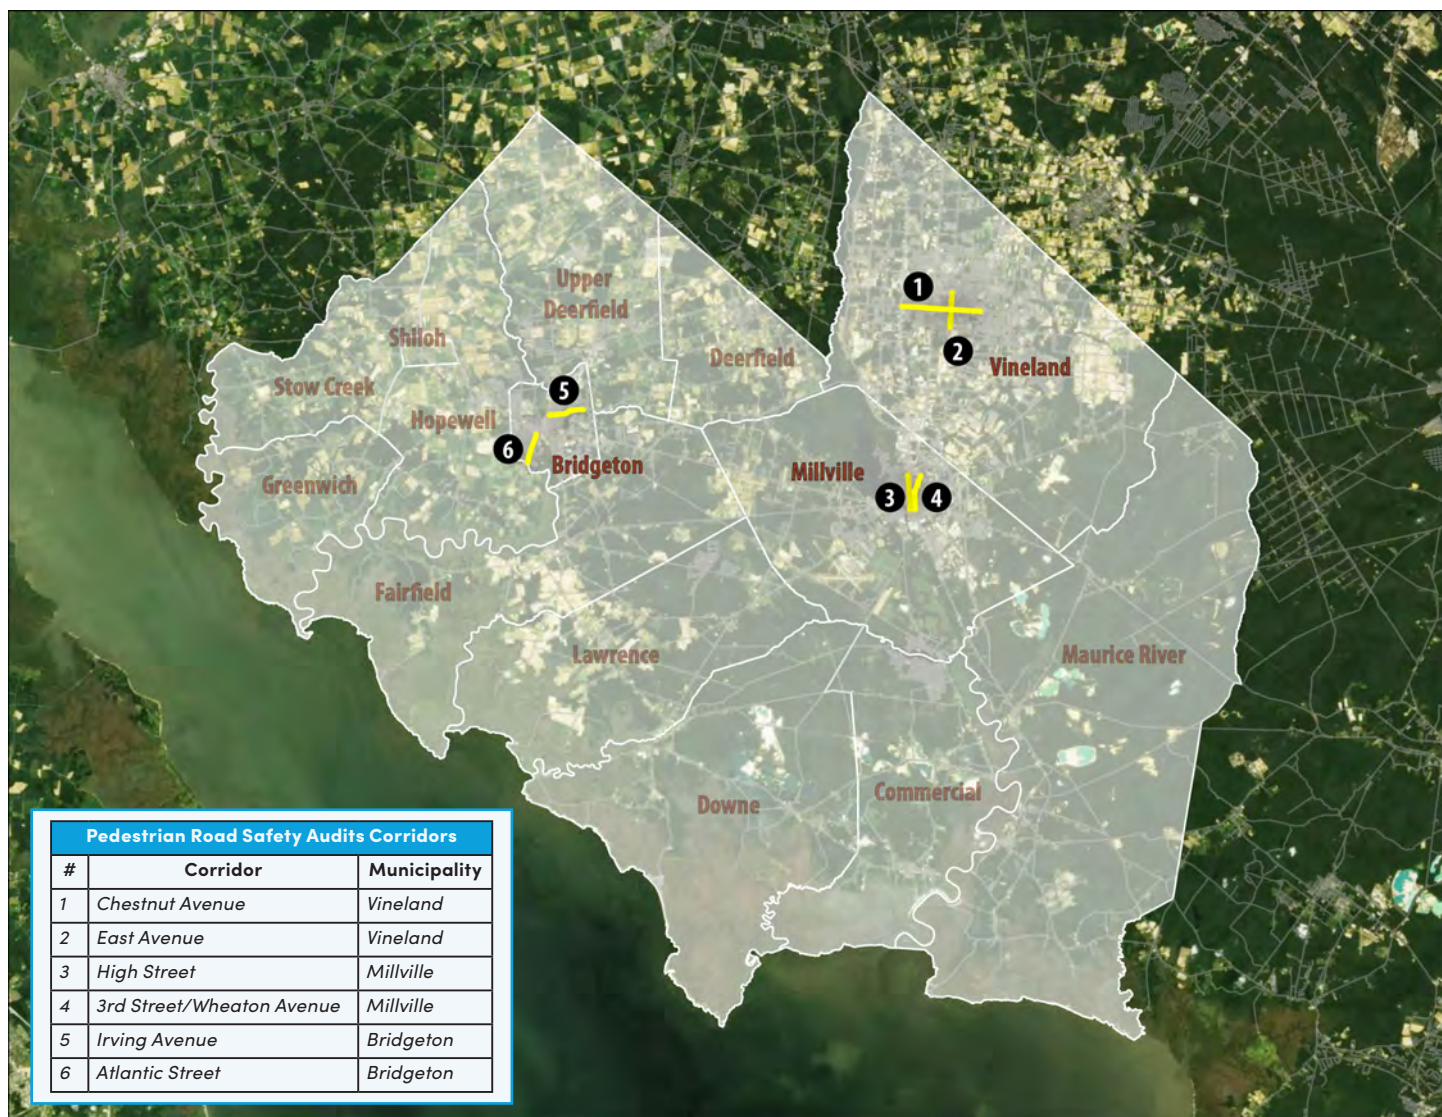 1
2
Vineland
Upper
Deerfield
Shiloh
Deerfield
Stow Creek
5
Hopewell
6
Bridgeton
Millville
3
4
Greenwich
Fairfield
Lawrence
Maurice River
Downe
Commercial
Pedestrian Road Safety Audits Corridors
# Corridor Municipality
1 Chestnut Avenue Vineland
2 East Avenue Vineland
3 High Street Millville
4 3rd Street/Wheaton Avenue Millville
5 Irving Avenue Bridgeton
6 Atlantic Street Bridgeton